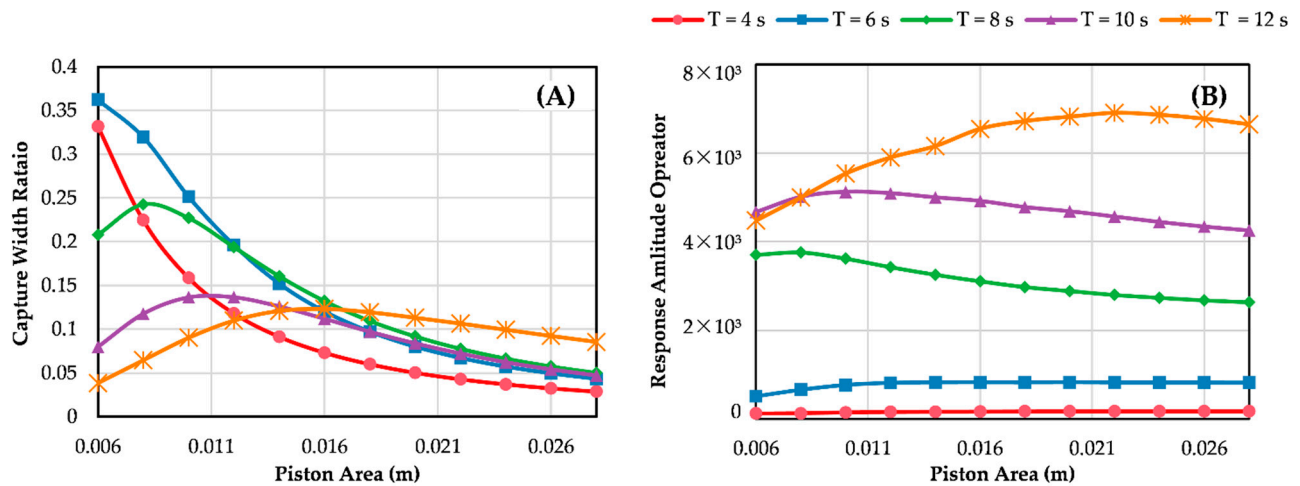 T = 4 s T = 6 s T = 8 s T = 10 s T = 12 s
(A)
Capture Width Rataio
0.4
0.35
0.3
0.25
0.2
0.15
0.1
0.05
0
0.006 0.011 0.016 0.021 0.026
Piston Area (m)
(B)
Response Amlitude Opreator
8×10³
6×10³
4×10³
2×10³
0
0.006 0.011 0.016 0.021 0.026
Piston Area (m)